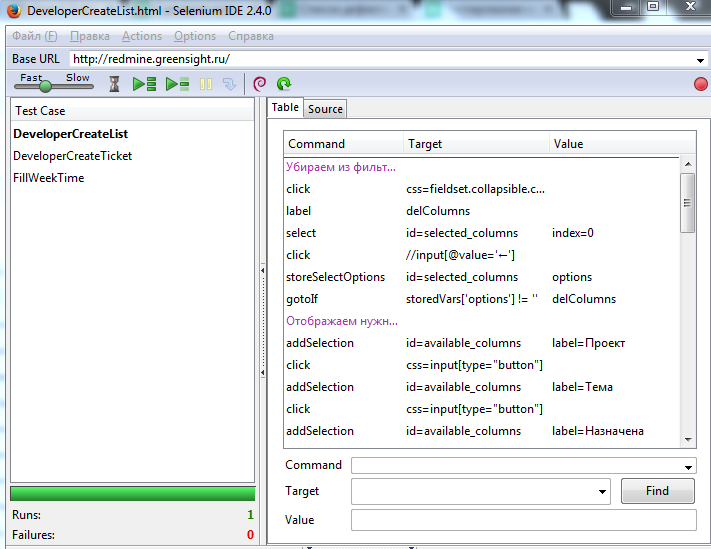 DeveloperCreateList.html - Selenium IDE 2.4.0
Файл (F) Правка Actions Options Справка
Base URL http://redmine.greensight.ru/
Fast Slow
Test Case
DeveloperCreateList
DeveloperCreateTicket
FillWeekTime
Table Source
Command Target Value
Убираем из фильт...
click css=fieldset.collapsible.c...
label delColumns
select id=selected_columns index=0
click //input[@value='←']
storeSelectOptions id=selected_columns options
gotoIf storedVars['options'] != '' delColumns
Отображаем нужн...
addSelection id=available_columns label=Проект
click css=input[type="button"]
addSelection id=available_columns label=Тема
click css=input[type="button"]
addSelection id=available_columns label=Назначена
Command
Target Find
Value
Runs: 1
Failures: 0